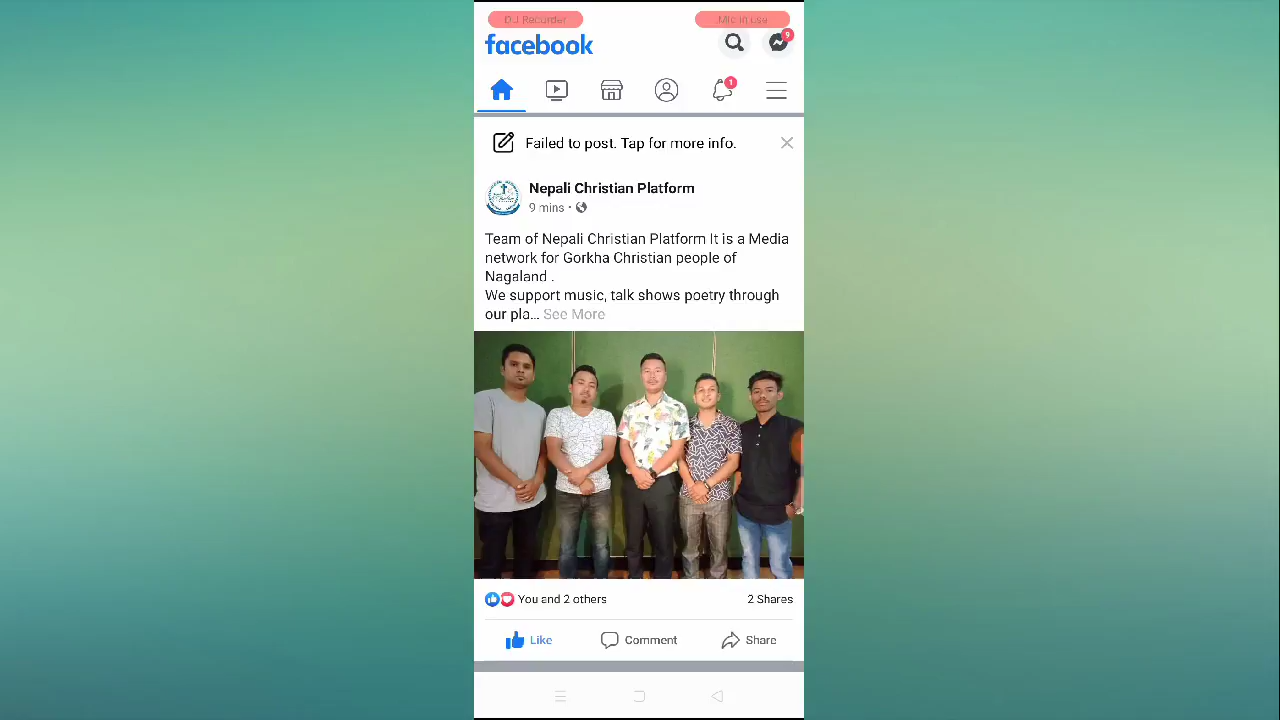 DU Recorder
Mic in use
facebook
9
1
Failed to post. Tap for more info.
Nepali Christian Platform
9 mins ·
Team of Nepali Christian Platform It is a Media
network for Gorkha Christian people of
Nagaland .
We support music, talk shows poetry through
our pla... See More
You and 2 others
2 Shares
Like
Comment
Share